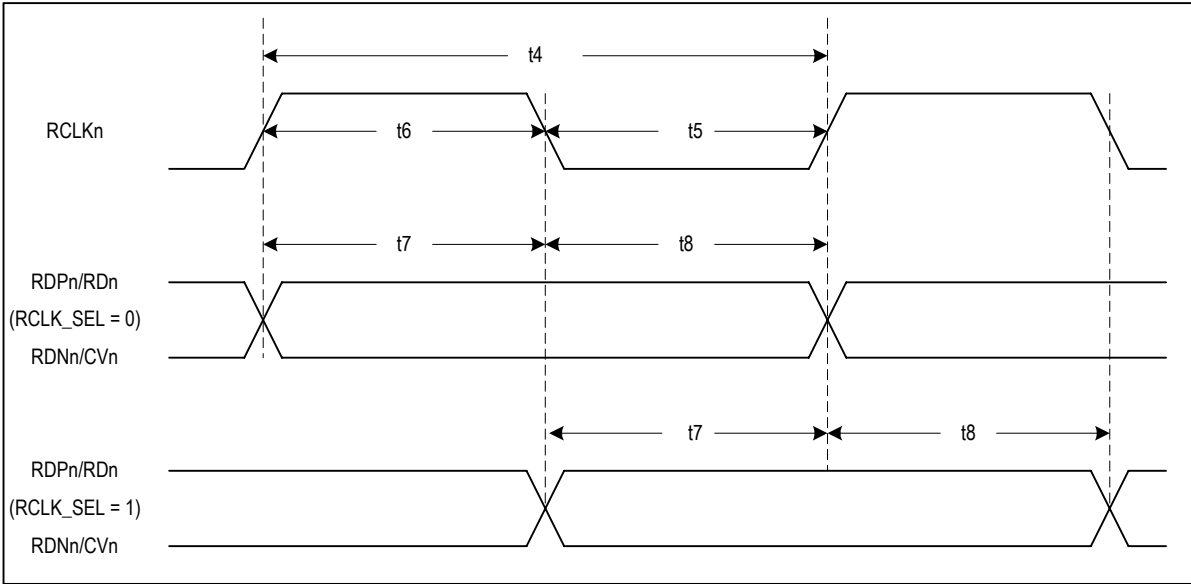 t4
RCLKn
t6
t5
t7
t8
RDPn/RDn
(RCLK_SEL = 0)
RDNn/CVn
t7
t8
RDPn/RDn
(RCLK_SEL = 1)
RDNn/CVn